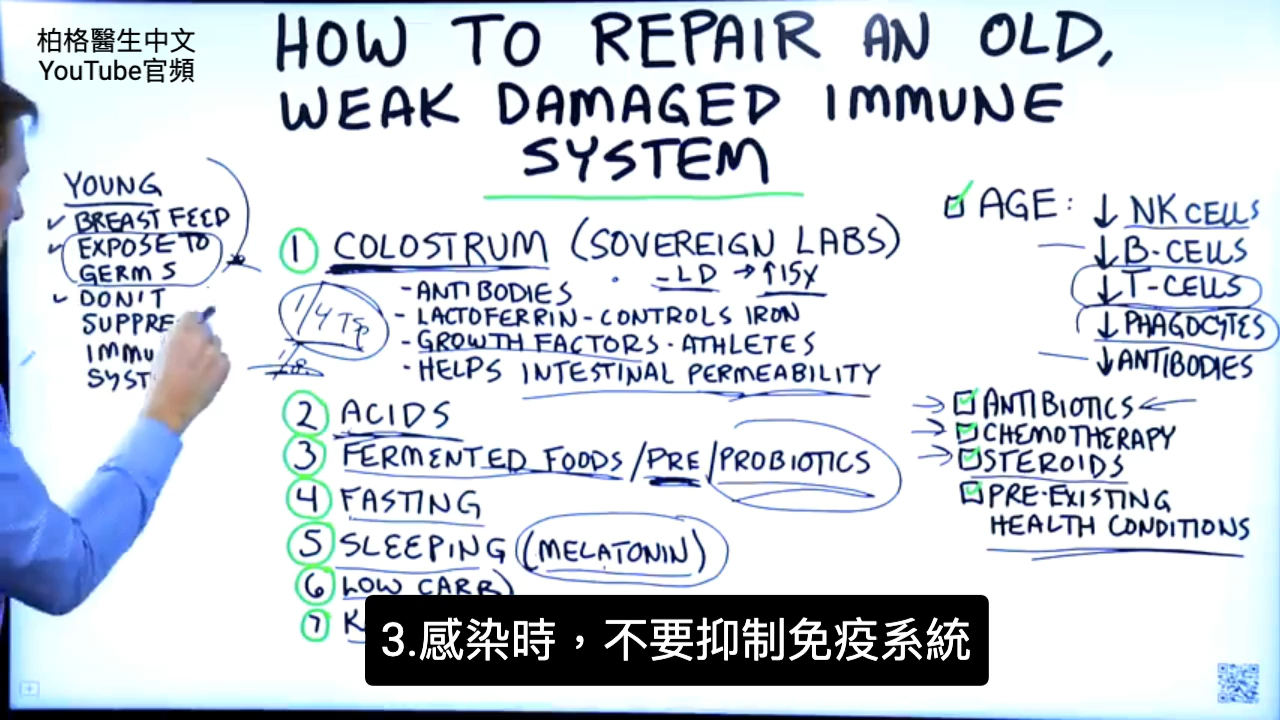 柏格醫生中文
YouTube官頻
HOW TO REPAIR AN OLD,
WEAK DAMAGED IMMUNE
SYSTEM
YOUNG
✓ BREAST FEED
✓ EXPOSE TO
GERMS
✓ DON'T
SUPPRE
IMMU
SYST
1 COLOSTRUM (SOVEREIGN LABS)
- LD → ↑15X
1/4 TSP
1/8
- ANTIBODIES
- LACTOFERRIN - CONTROLS IRON
- GROWTH FACTORS · ATHLETES
· HELPS INTESTINAL PERMEABILITY
2 ACIDS
3 FERMENTED FOODS / PRE / PROBIOTICS
4 FASTING
5 SLEEPING (MELATONIN)
6 LOW CARB
7 K
☑ AGE: ↓ NK CELLS
↓ B-CELLS
↓ T-CELLS
↓ PHAGOCYTES
↓ ANTIBODIES
→ ☑ ANTIBIOTICS ←
→ ☑ CHEMOTHERAPY
→ ☑ STEROIDS
☑ PRE-EXISTING
HEALTH CONDITIONS
3.感染時，不要抑制免疫系統